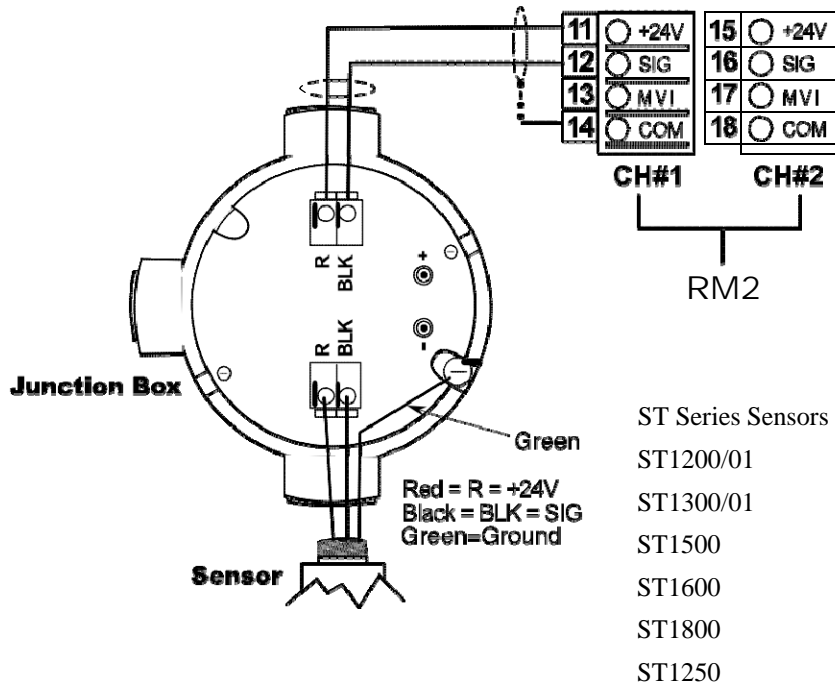 11 +24V 15 +24V
12 SIG 16 SIG
13 MVI 17 MVI
14 COM 18 COM
CH#1 CH#2
RM2
R BLK
+
-
R BLK
Junction Box
Green
Red = R = +24V
Black = BLK = SIG
Green=Ground
Sensor
ST Series Sensors
ST1200/01
ST1300/01
ST1500
ST1600
ST1800
ST1250